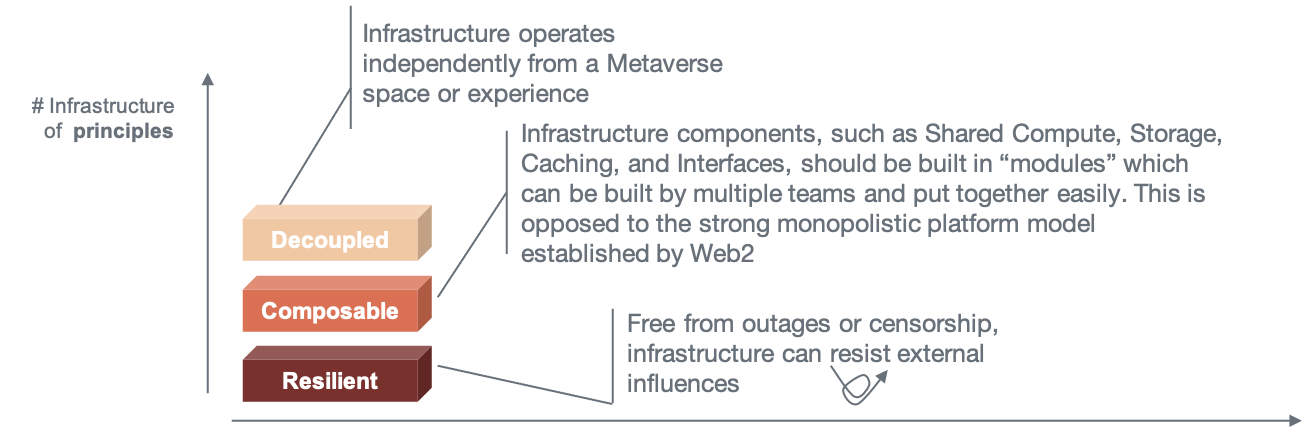 Infrastructure operates
independently from a Metaverse
space or experience
# Infrastructure
of principles
Infrastructure components, such as Shared Compute, Storage,
Caching, and Interfaces, should be built in “modules” which
can be built by multiple teams and put together easily. This is
opposed to the strong monopolistic platform model
established by Web2
Decoupled
Composable
Resilient
Free from outages or censorship,
infrastructure can resist external
influences